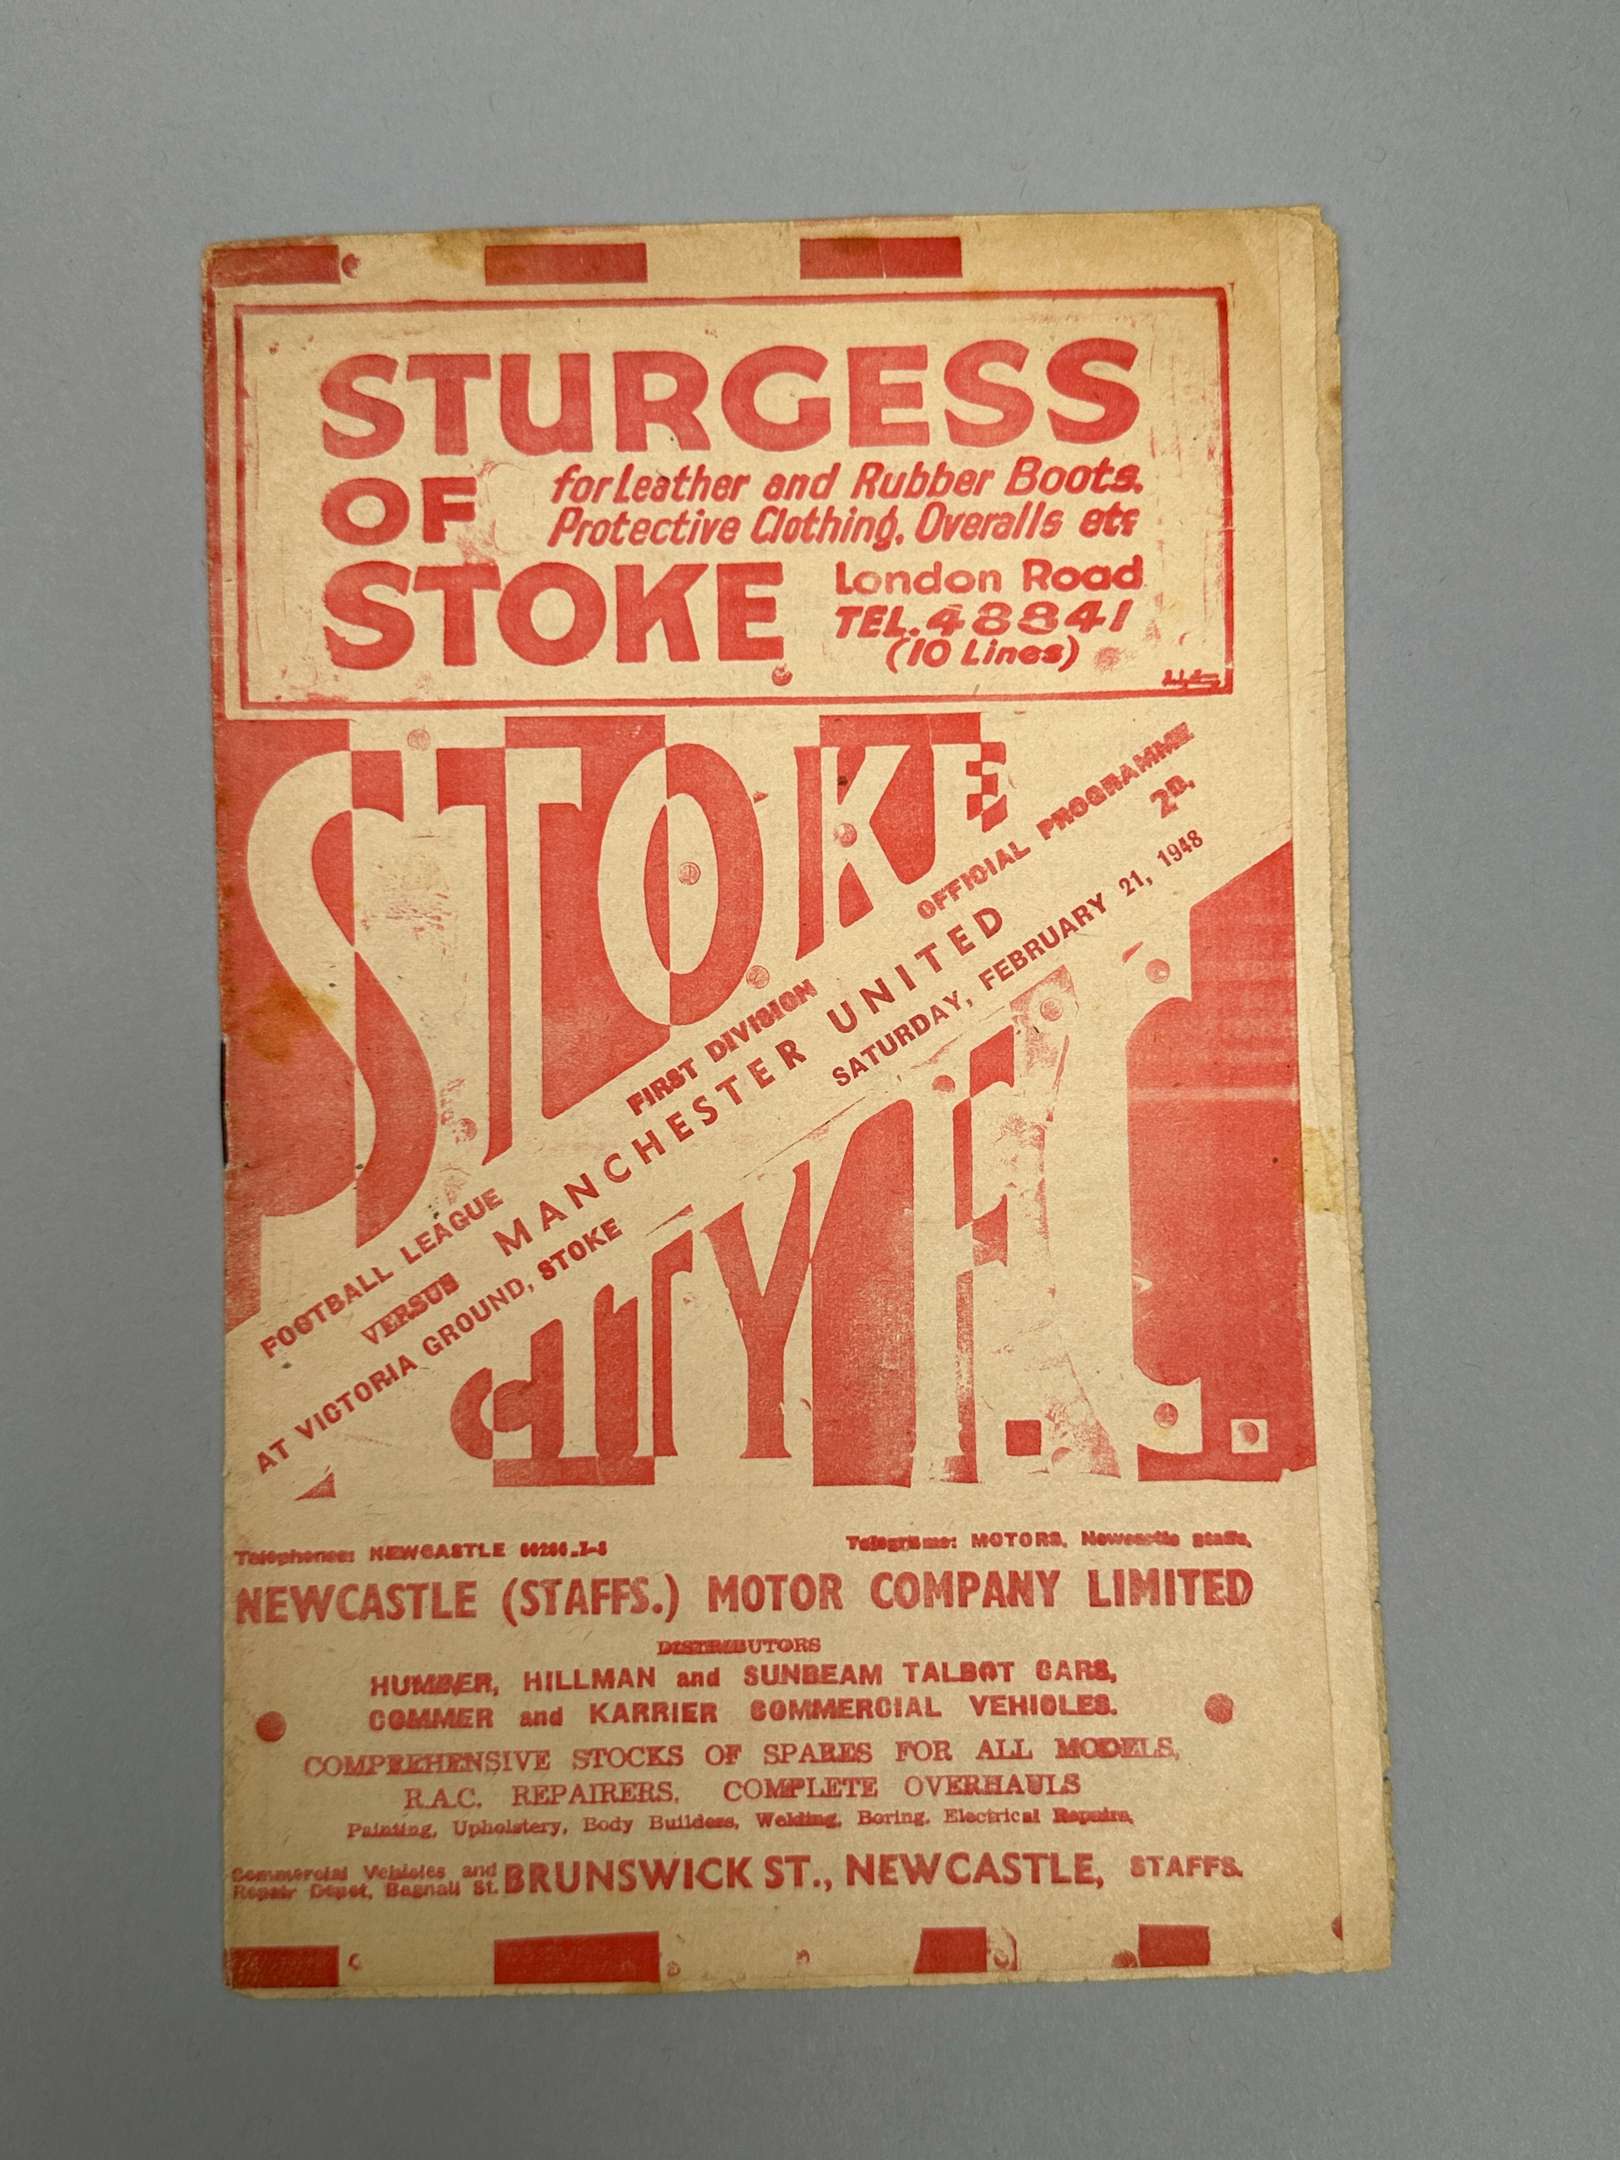 STURGESS
OF for Leather and Rubber Boots.
Protective Clothing, Overalls etc
STOKE London Road
TEL. 48841
(10 Lines)
STOKE
OFFICIAL PROGRAMME
2D.
FOOTBALL LEAGUE FIRST DIVISION
VERSUS MANCHESTER UNITED
AT VICTORIA GROUND, STOKE SATURDAY, FEBRUARY 21, 1948
CITY F.C.
Telephones: NEWCASTLE Telegrams: MOTORS, Newcastle Staffs,
NEWCASTLE (STAFFS.) MOTOR COMPANY LIMITED
DISTRIBUTORS
HUMBER, HILLMAN and SUNBEAM TALBOT CARS,
COMMER and KARRIER COMMERCIAL VEHICLES.
COMPREHENSIVE STOCKS OF SPARES FOR ALL MODELS,
R.A.C. REPAIRERS. COMPLETE OVERHAULS
Painting, Upholstery, Body Builders, Welding, Boring, Electrical Repairs,
Commercial Vehicles and
Repair Depot, Bagnall St. BRUNSWICK ST., NEWCASTLE, STAFFS.